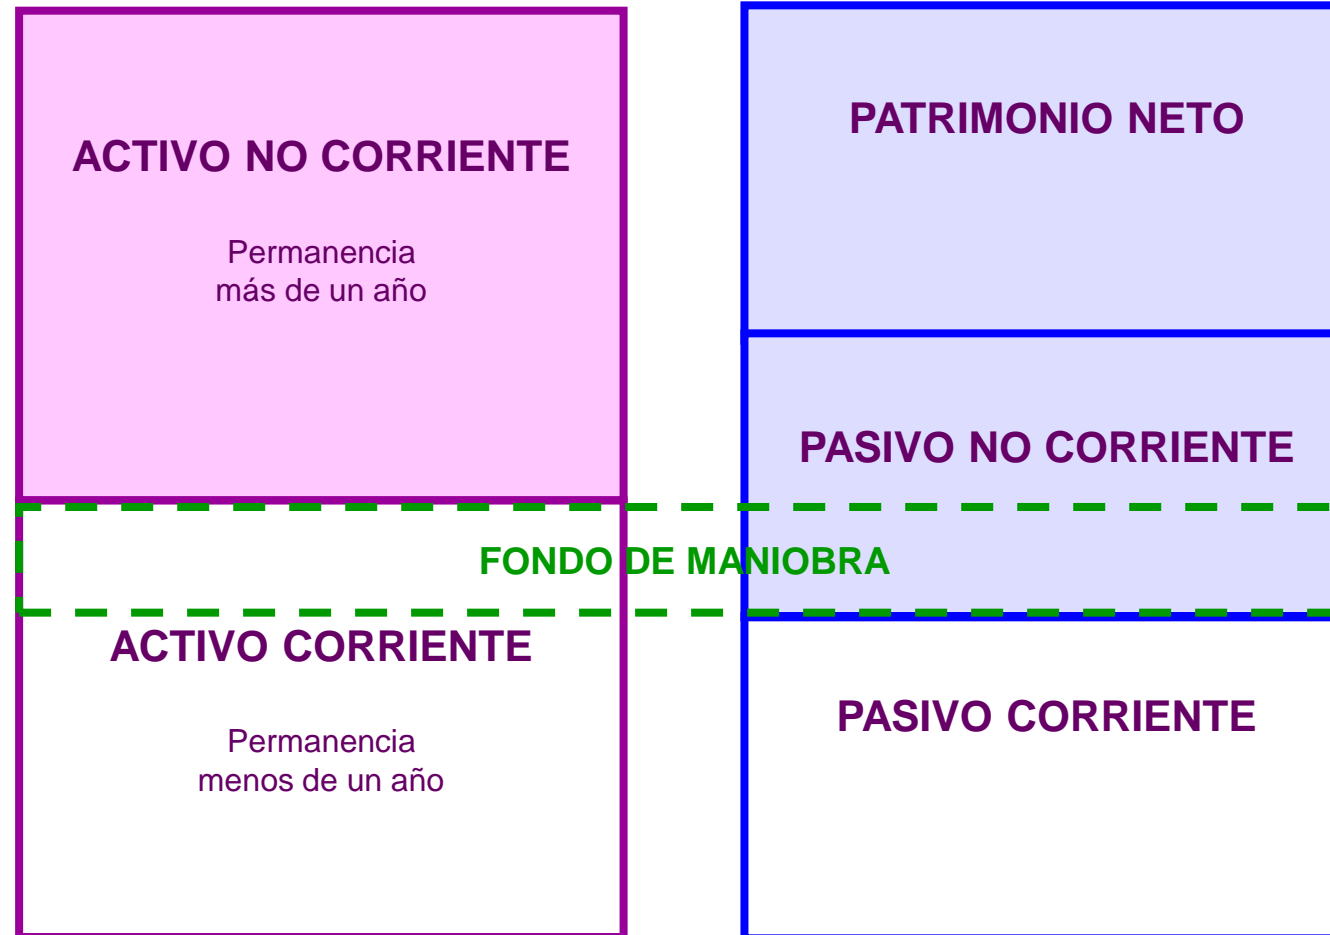 ACTIVO NO CORRIENTE
Permanencia
más de un año
PATRIMONIO NETO
PASIVO NO CORRIENTE
FONDO DE MANIOBRA
ACTIVO CORRIENTE
Permanencia
menos de un año
PASIVO CORRIENTE